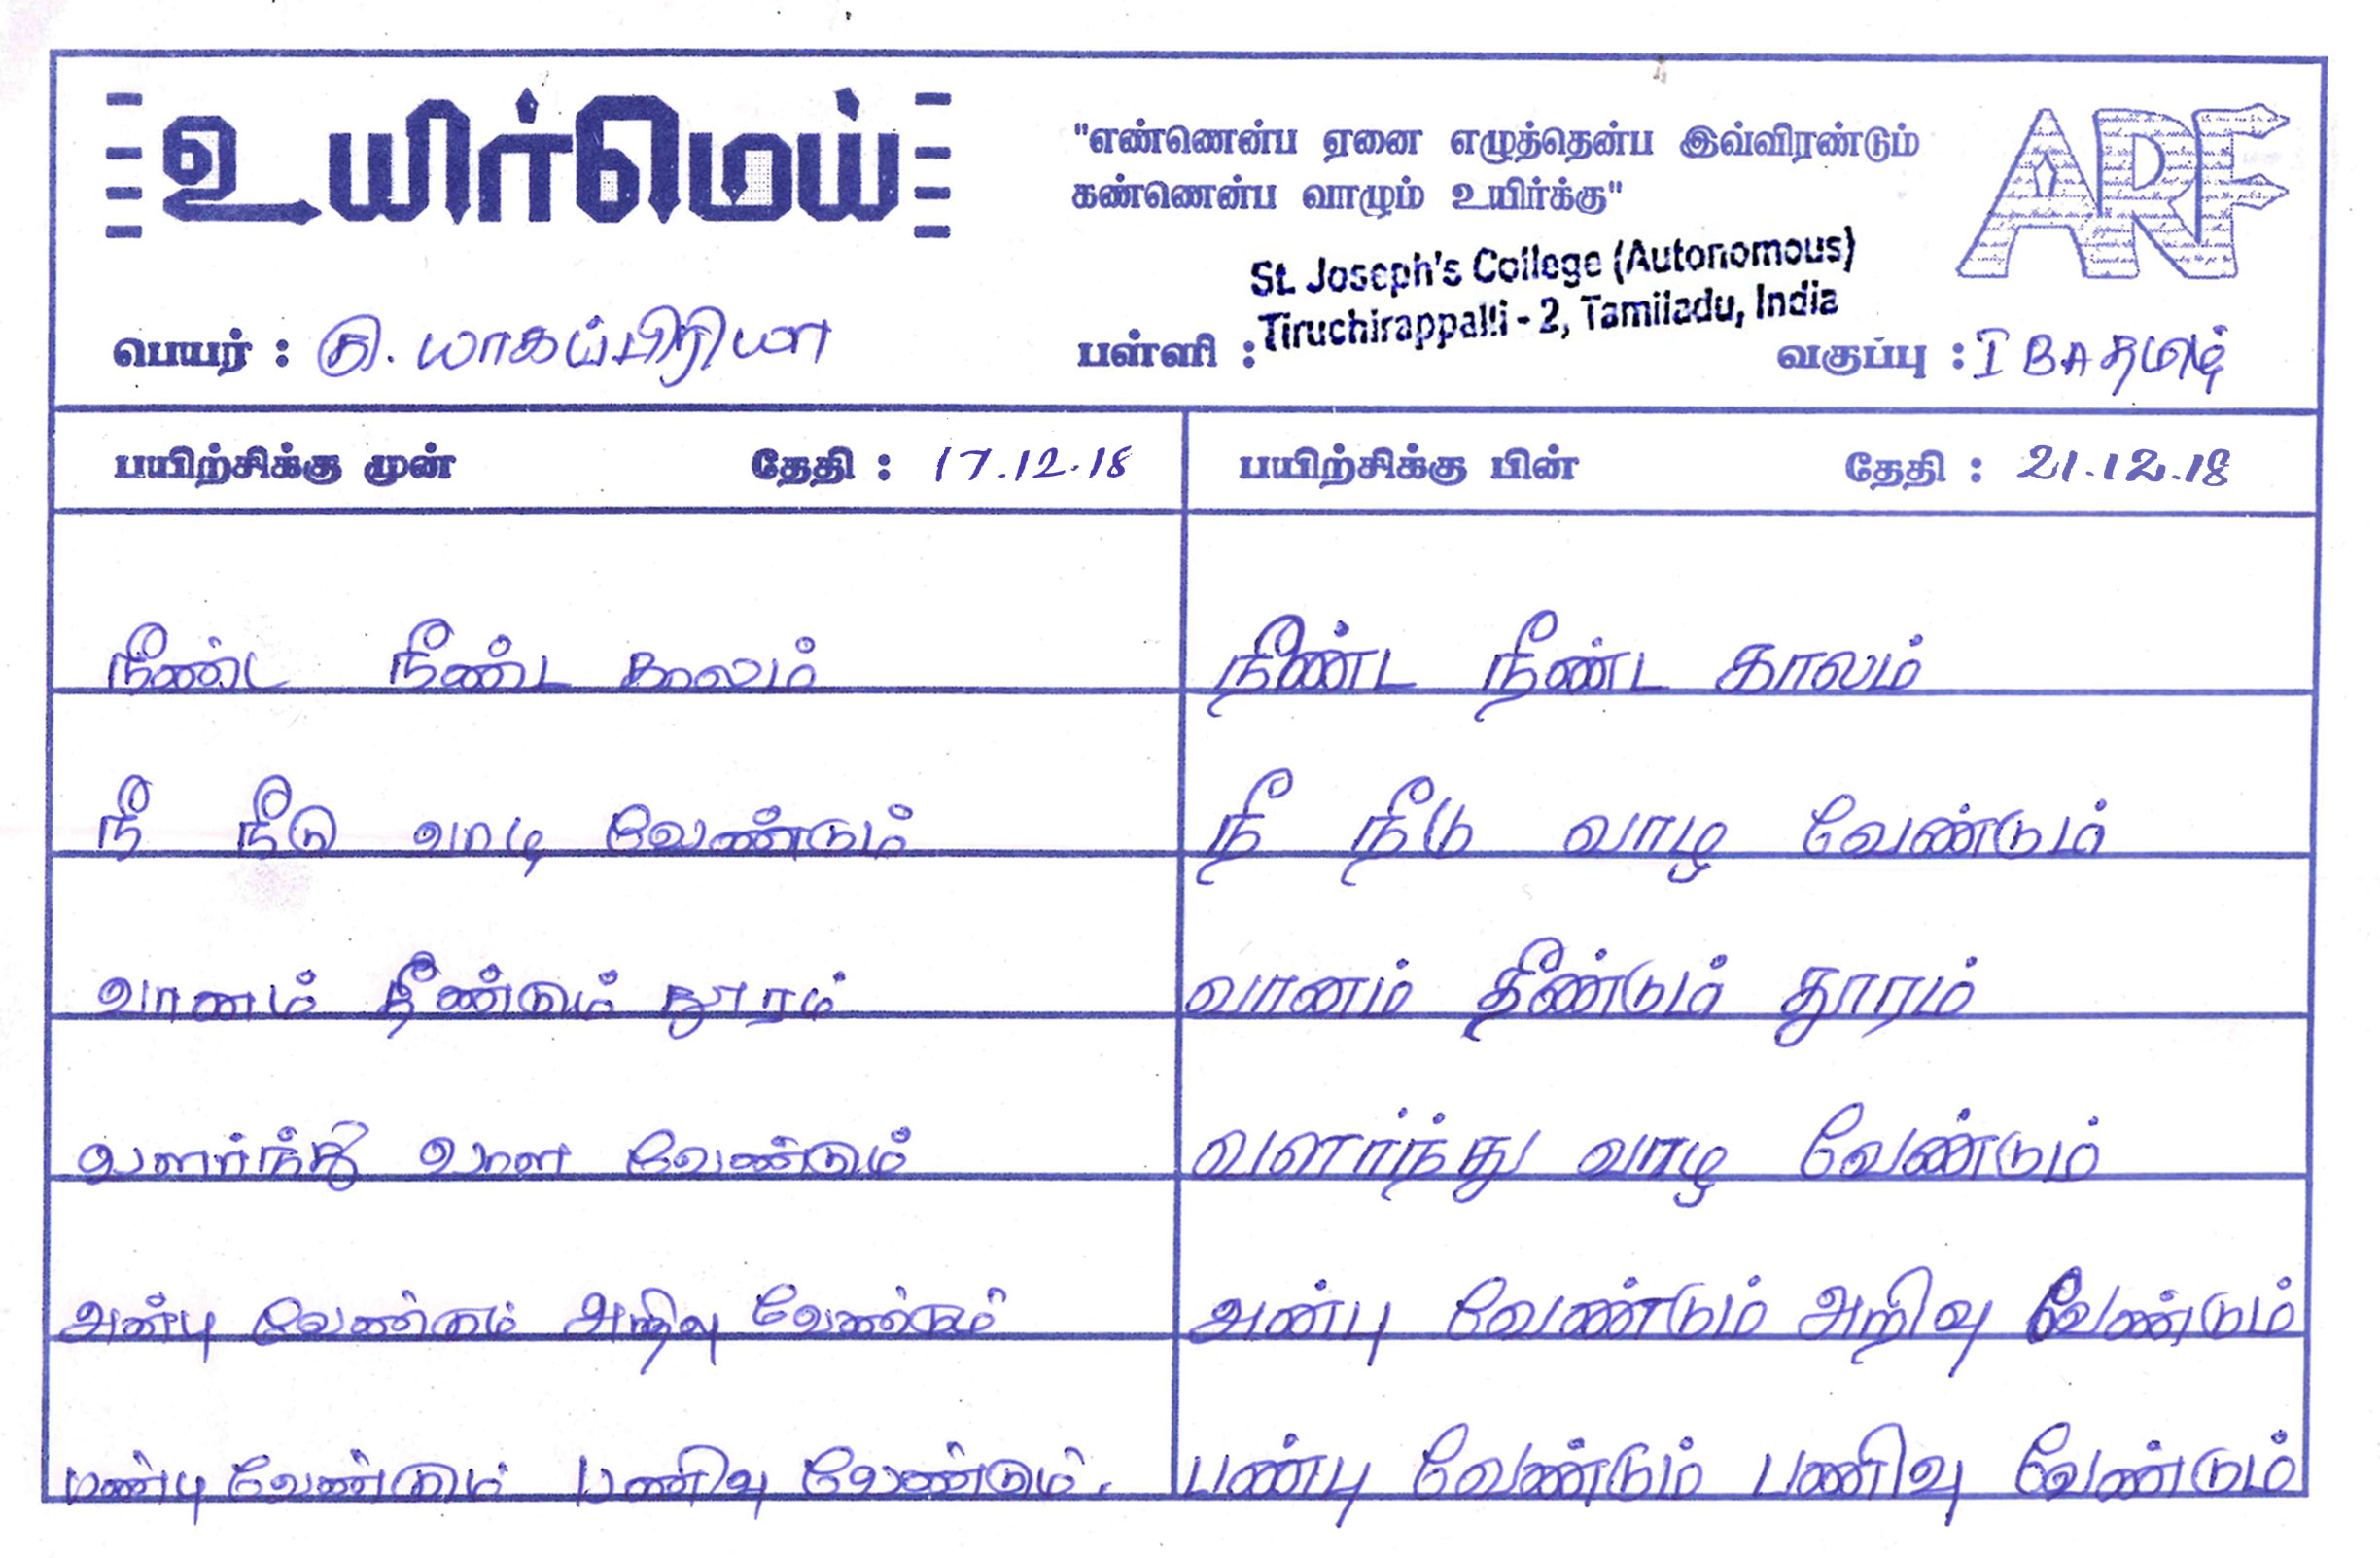 உயிர்மெய்
"எண்ணென்ப ஏனை எழுத்தென்ப இவ்விரண்டும்
கண்ணென்ப வாழும் உயிர்க்கு"
ARF
St. Joseph's College (Autonomous)
Tiruchirappalli - 2, Tamiladu, India
பெயர் : கி. யாகப்பிரியா பள்ளி : வகுப்பு : I B.A தமிழ்
பயிற்சிக்கு முன் தேதி : 17.12.18
நீண்ட நீண்ட காலம்
நீ நீடு வாழ வேண்டும்
வானம் தீண்டும் தூரம்
வளர்ந்து வாள வேண்டும்
அன்பு வேண்டும் அறிவு வேண்டும்
பண்பு வேண்டும் பணிவு வேண்டும்.
பயிற்சிக்கு பின் தேதி : 21.12.18
நீண்ட நீண்ட காலம்
நீ நீடு வாழ வேண்டும்
வானம் தீண்டும் தூரம்
வளர்ந்து வாழ வேண்டும்
அன்பு வேண்டும் அறிவு வேண்டும்
பண்பு வேண்டும் பணிவு வேண்டும்